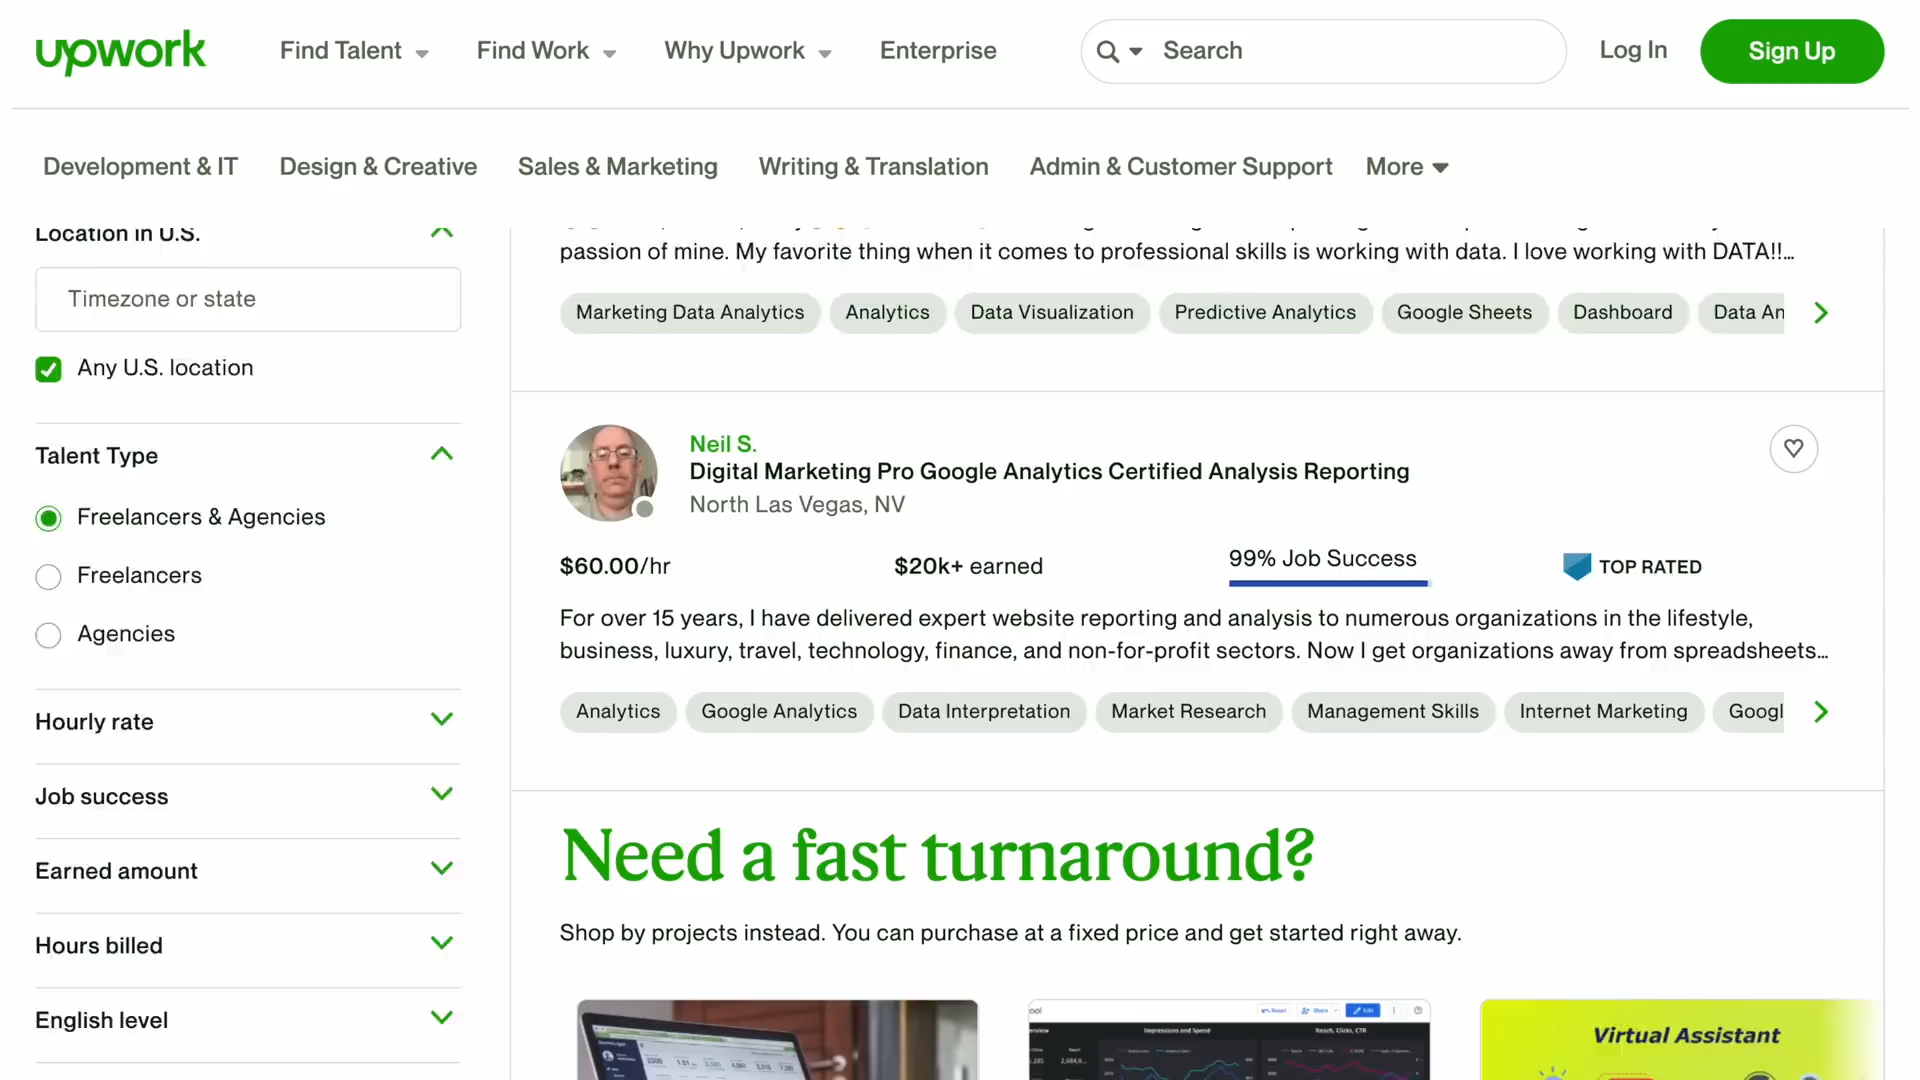 upwork
Find Talent
Find Work
Why Upwork
Enterprise
Search
Log In
Sign Up
Development & IT
Design & Creative
Sales & Marketing
Writing & Translation
Admin & Customer Support
More
Location in U.S.
Timezone or state
Any U.S. location
Talent Type
Freelancers & Agencies
Freelancers
Agencies
Hourly rate
Job success
Earned amount
Hours billed
English level
passion of mine. My favorite thing when it comes to professional skills is working with data. I love working with DATA!!...
Marketing Data Analytics
Analytics
Data Visualization
Predictive Analytics
Google Sheets
Dashboard
Data An
Neil S.
Digital Marketing Pro Google Analytics Certified Analysis Reporting
North Las Vegas, NV
$60.00/hr
$20k+ earned
99% Job Success
TOP RATED
For over 15 years, I have delivered expert website reporting and analysis to numerous organizations in the lifestyle,
business, luxury, travel, technology, finance, and non-for-profit sectors. Now I get organizations away from spreadsheets...
Analytics
Google Analytics
Data Interpretation
Market Research
Management Skills
Internet Marketing
Googl
Need a fast turnaround?
Shop by projects instead. You can purchase at a fixed price and get started right away.
Impressions and Spend
Reach, Clicks, CTR
Virtual Assistant